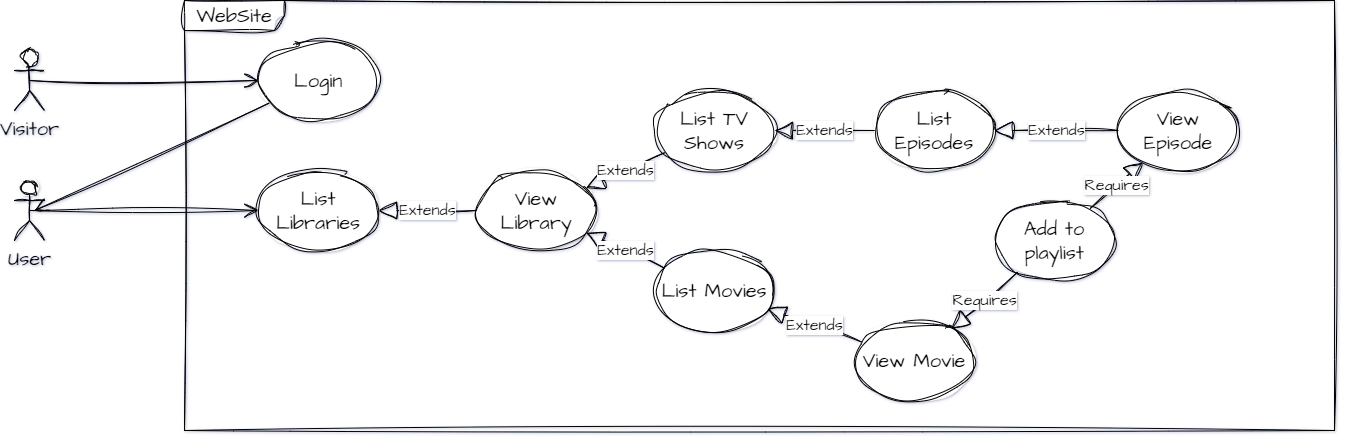 WebSite
Login
Visitor
List TV
Shows
Extends
List
Episodes
Extends
View
Episode
Extends
Requires
User
List
Libraries
Extends
View
Library
Add to
playlist
Extends
List Movies
Requires
Extends
View Movie